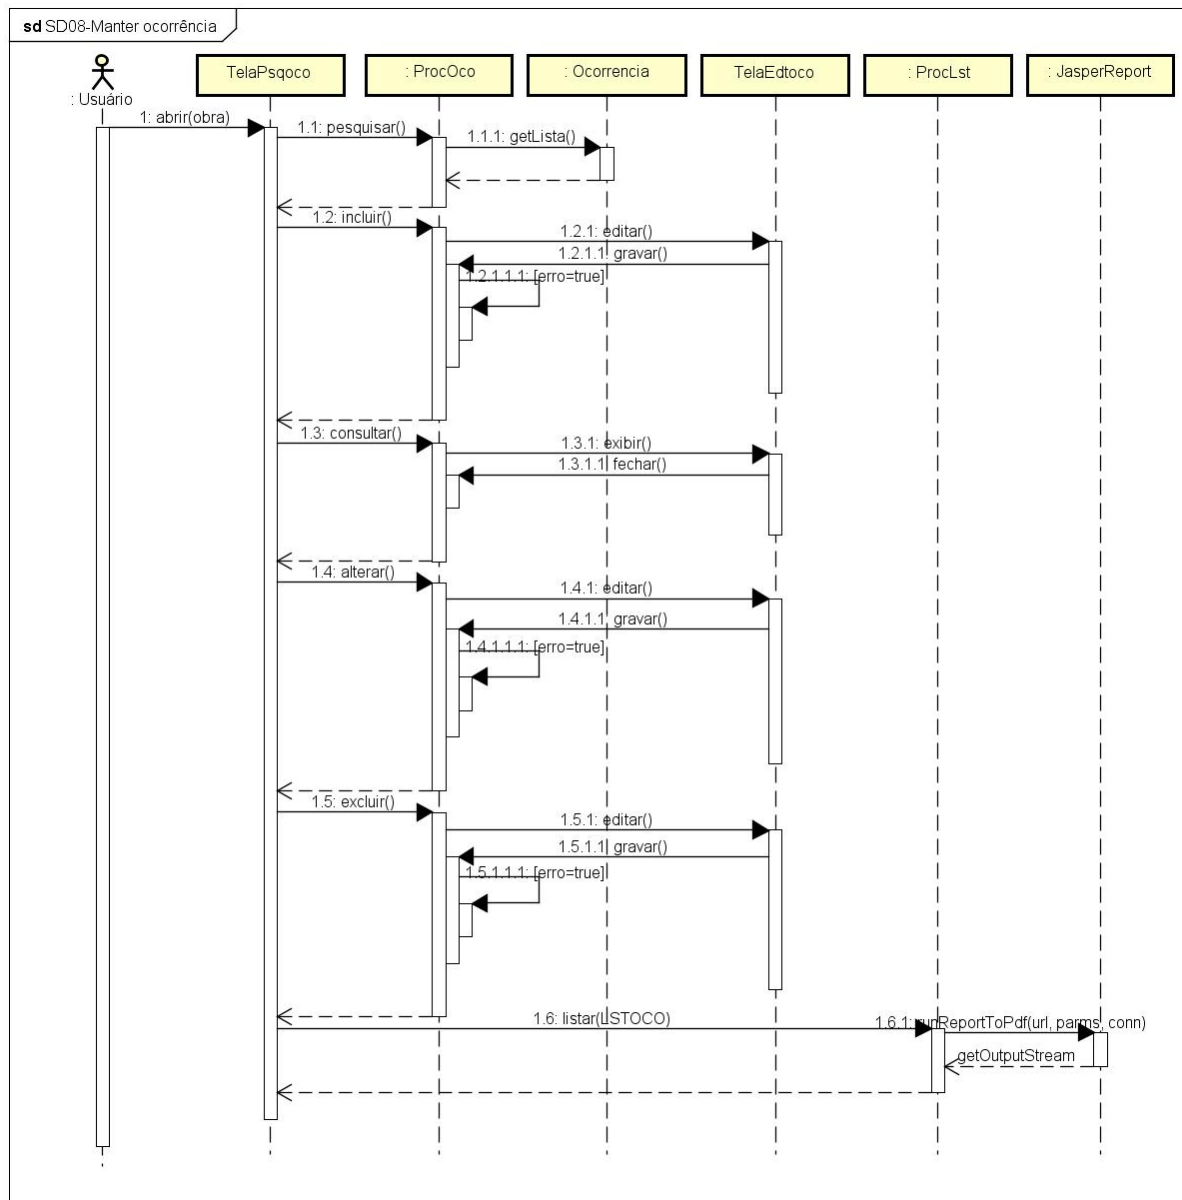 sd SD08-Manter ocorrência
: Usuário
TelaPsqoco
: ProcOco
: Ocorrencia
TelaEdtoco
: ProcLst
: JasperReport
1: abrir(obra)
1.1: pesquisar()
1.1.1: getLista()
1.2: incluir()
1.2.1: editar()
1.2.1.1: gravar()
1.2.1.1.1: [erro=true]
1.3: consultar()
1.3.1: exibir()
1.3.1.1: fechar()
1.4: alterar()
1.4.1: editar()
1.4.1.1: gravar()
1.4.1.1.1: [erro=true]
1.5: excluir()
1.5.1: editar()
1.5.1.1: gravar()
1.5.1.1.1: [erro=true]
1.6: listar(LSTOCO)
1.6.1: runReportToPdf(url, parms, conn)
getOutputStream